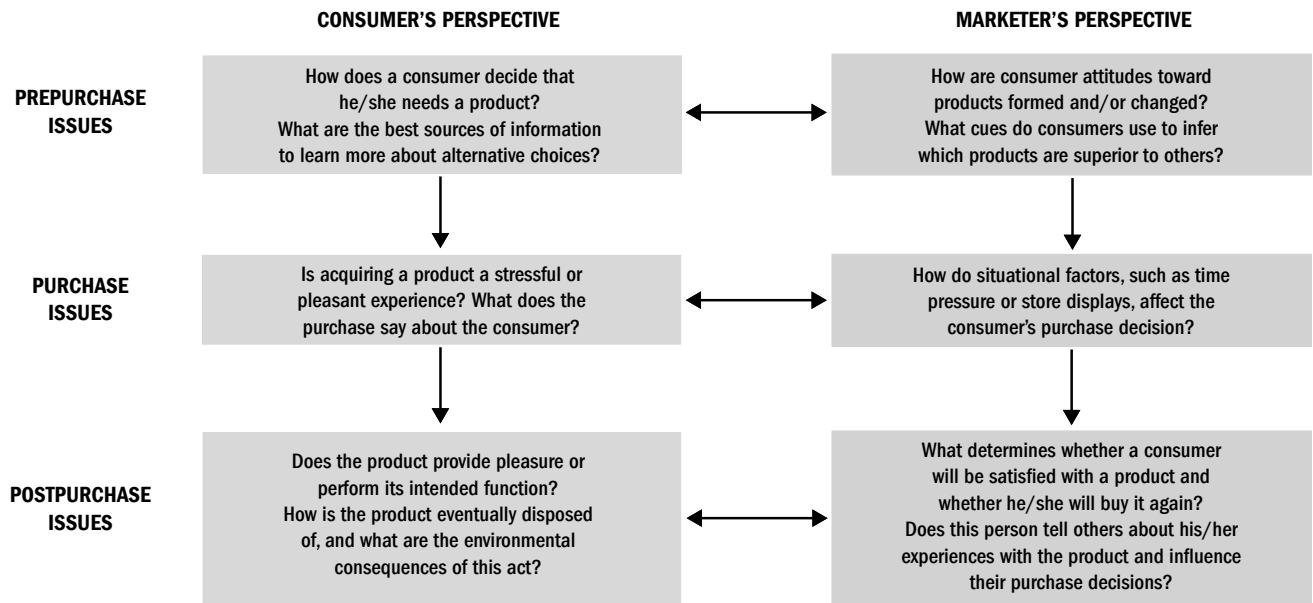 CONSUMER’S PERSPECTIVE
MARKETER’S PERSPECTIVE
PREPURCHASE
ISSUES
How does a consumer decide that
he/she needs a product?
What are the best sources of information
to learn more about alternative choices?
How are consumer attitudes toward
products formed and/or changed?
What cues do consumers use to infer
which products are superior to others?
PURCHASE
ISSUES
Is acquiring a product a stressful or
pleasant experience? What does the
purchase say about the consumer?
How do situational factors, such as time
pressure or store displays, affect the
consumer’s purchase decision?
POSTPURCHASE
ISSUES
Does the product provide pleasure or
perform its intended function?
How is the product eventually disposed
of, and what are the environmental
consequences of this act?
What determines whether a consumer
will be satisfied with a product and
whether he/she will buy it again?
Does this person tell others about his/her
experiences with the product and influence
their purchase decisions?